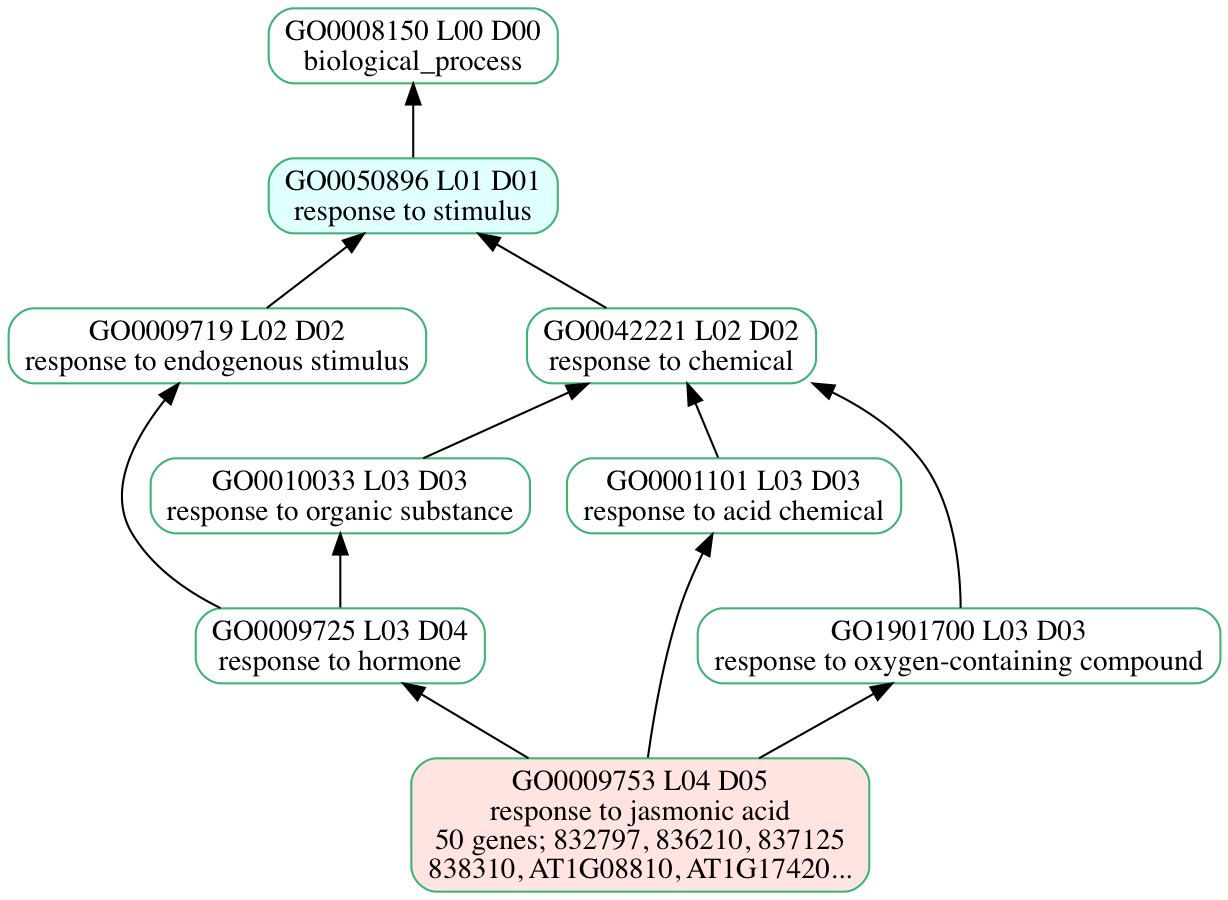 GO0008150 L00 D00
biological_process
GO0050896 L01 D01
response to stimulus
GO0009719 L02 D02
response to endogenous stimulus
GO0042221 L02 D02
response to chemical
GO0010033 L03 D03
response to organic substance
GO0001101 L03 D03
response to acid chemical
GO0009725 L03 D04
response to hormone
GO1901700 L03 D03
response to oxygen-containing compound
GO0009753 L04 D05
response to jasmonic acid
50 genes; 832797, 836210, 837125
838310, AT1G08810, AT1G17420...